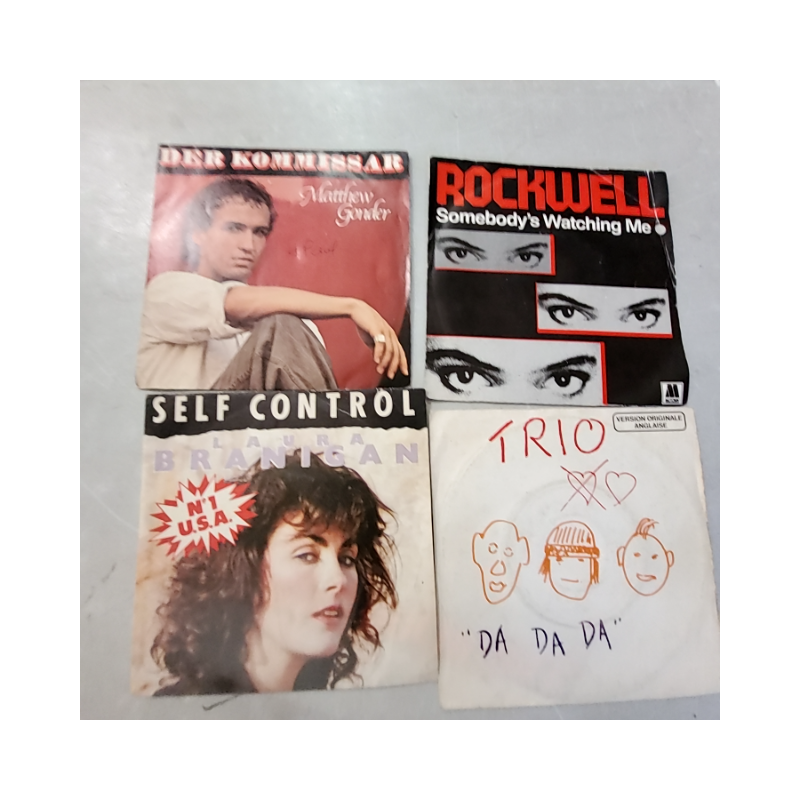 DER KOMMISSAR
Matthew
Gonder
ROCKWELL
Somebody's Watching Me
SELF CONTROL
LAURA
BRANIGAN
N°1
U.S.A.
VERSION ORIGINALE
ANGLAISE
TRIO
"DA DA DA"